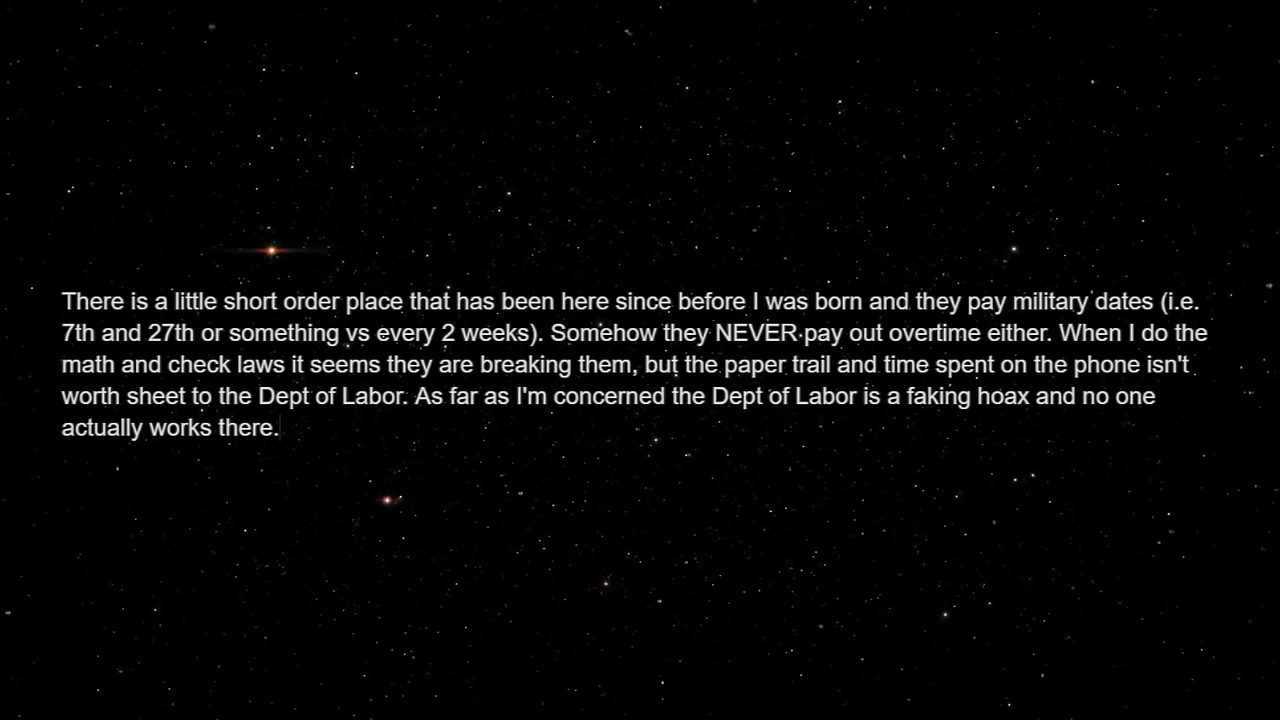 There is a little short order place that has been here since before I was born and they pay military dates (i.e.
7th and 27th or something vs every 2 weeks). Somehow they NEVER pay out overtime either. When I do the
math and check laws it seems they are breaking them, but the paper trail and time spent on the phone isn't
worth sheet to the Dept of Labor. As far as I'm concerned the Dept of Labor is a faking hoax and no one
actually works there.